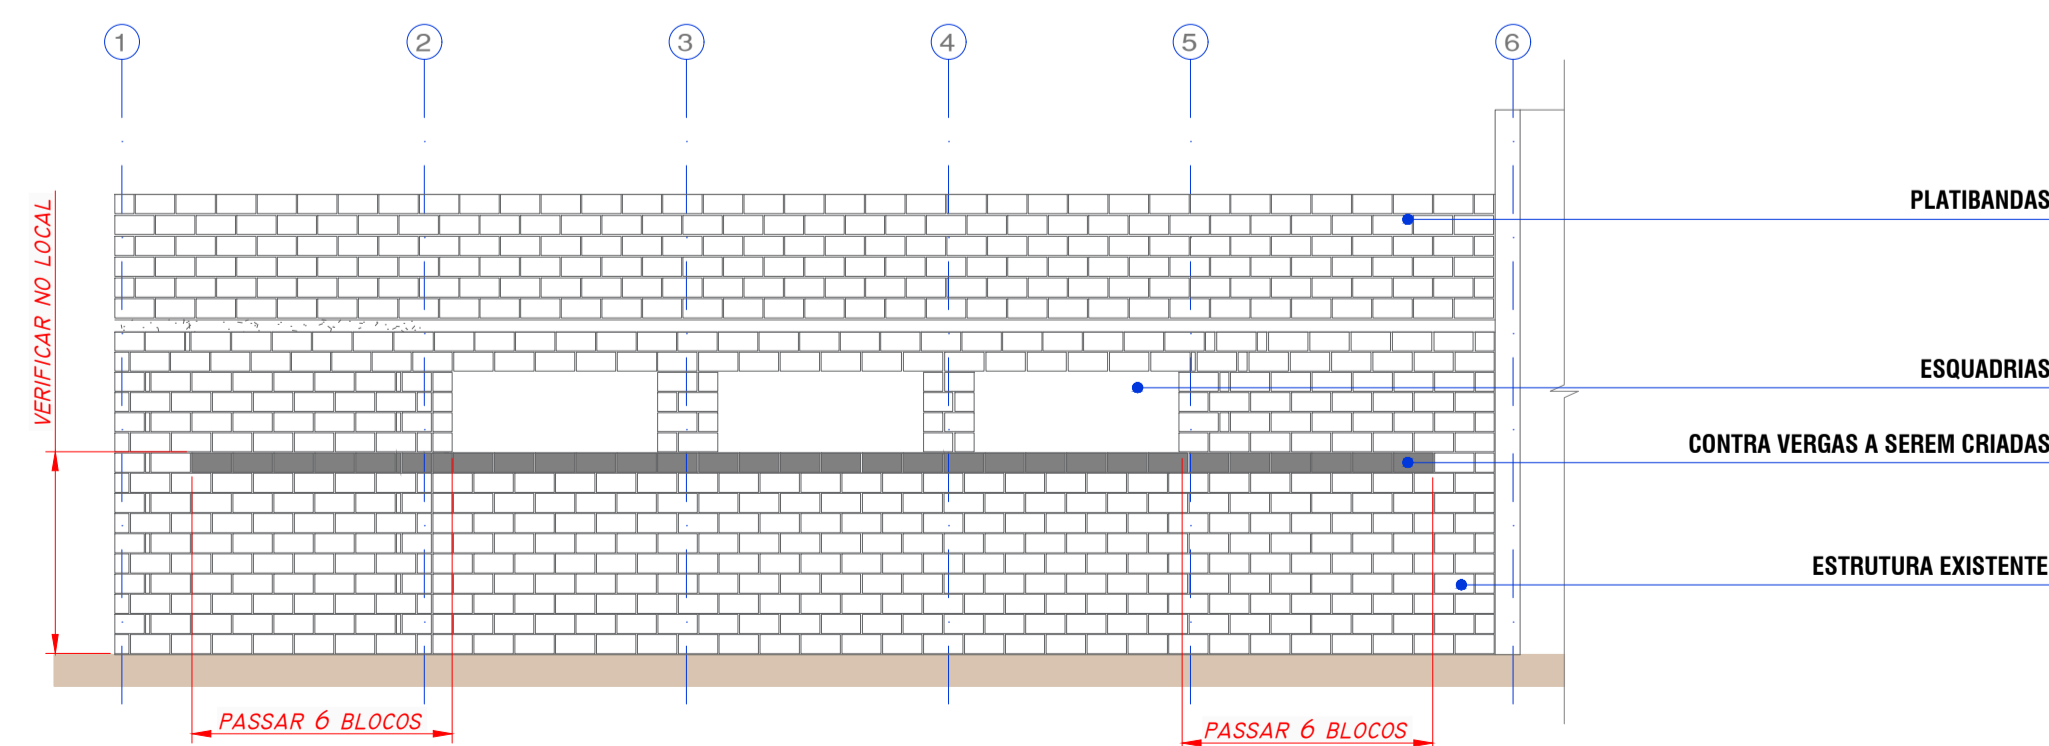 1 2 3 4 5 6
PLATIBANDAS
VERIFICAR NO LOCAL
ESQUADRIAS
CONTRA VERGAS A SEREM CRIADAS
ESTRUTURA EXISTENTE
PASSAR 6 BLOCOS
PASSAR 6 BLOCOS